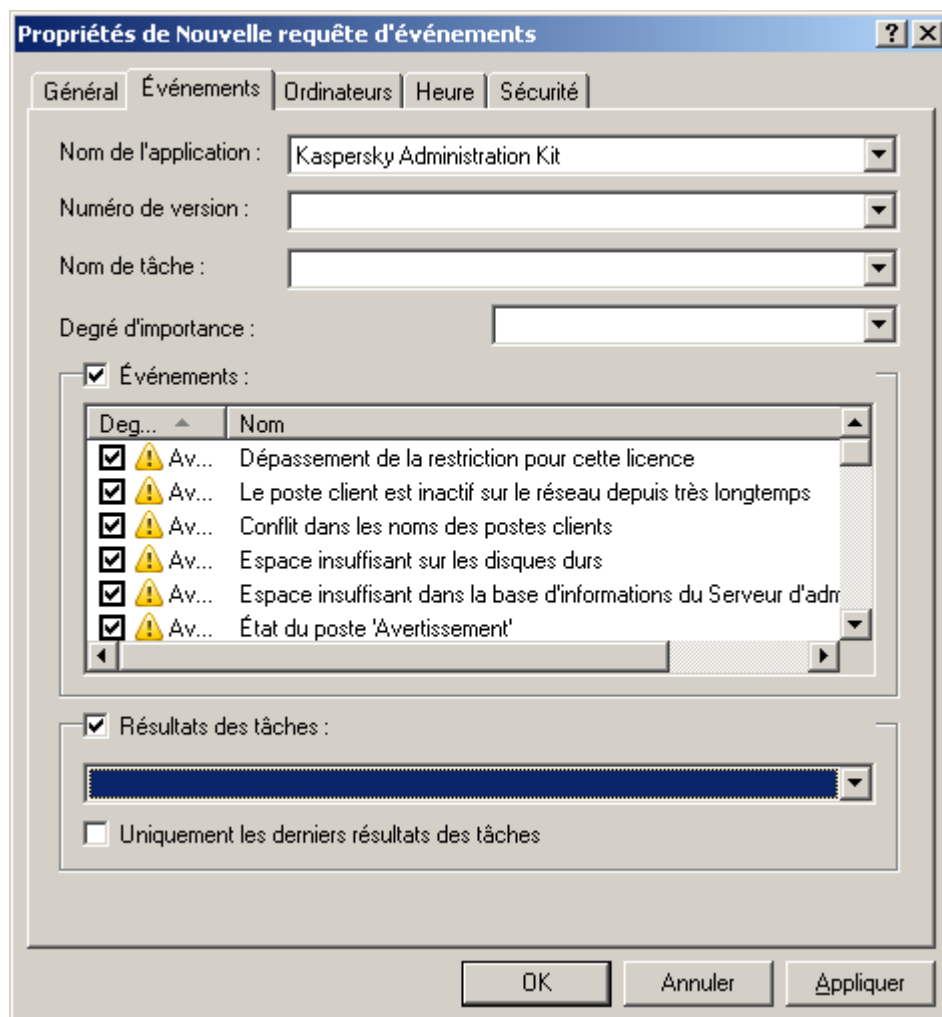 Propriétés de Nouvelle requête d'événements
Général Événements Ordinateurs Heure Sécurité
Nom de l'application : Kaspersky Administration Kit
Numéro de version :
Nom de tâche :
Degré d'importance :
Événements :
Deg... Nom
Av... Dépassement de la restriction pour cette licence
Av... Le poste client est inactif sur le réseau depuis très longtemps
Av... Conflit dans les noms des postes clients
Av... Espace insuffisant sur les disques durs
Av... Espace insuffisant dans la base d'informations du Serveur d'adm
Av... État du poste 'Avertissement'
Résultats des tâches :
Uniquement les derniers résultats des tâches
OK Annuler Appliquer